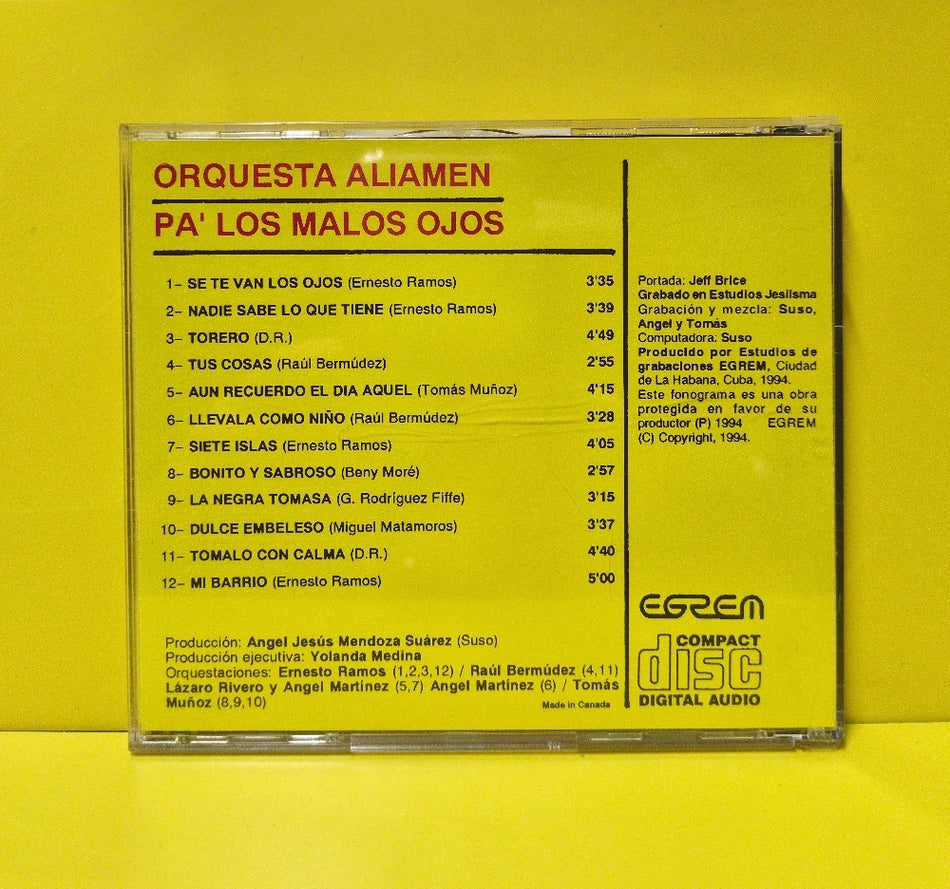 ORQUESTA ALIAMEN
PA' LOS MALOS OJOS
1– SE TE VAN LOS OJOS (Ernesto Ramos) 3'35
2– NADIE SABE LO QUE TIENE (Ernesto Ramos) 3'39
3– TORERO (D.R.) 4'49
4– TUS COSAS (Raúl Bermúdez) 2'55
5– AUN RECUERDO EL DIA AQUEL (Tomás Muñoz) 4'15
6– LLEVALA COMO NIÑO (Raúl Bermúdez) 3'28
7– SIETE ISLAS (Ernesto Ramos) 4'05
8– BONITO Y SABROSO (Beny Moré) 2'57
9– LA NEGRA TOMASA (G. Rodríguez Fiffe) 3'15
10– DULCE EMBELESO (Miguel Matamoros) 3'37
11– TOMALO CON CALMA (D.R.) 4'40
12– MI BARRIO (Ernesto Ramos) 5'00
Producción: Angel Jesús Mendoza Suárez (Suso)
Producción ejecutiva: Yolanda Medina
Orquestaciones: Ernesto Ramos (1,2,3,12) / Raúl Bermúdez (4,11)
Lázaro Rivero y Angel Martínez (5,7) Angel Martínez (6) / Tomás
Muñoz (8,9,10)
Made in Canada
Portada: Jeff Brice
Grabado en Estudios Jesiisma
Grabación y mezcla: Suso,
Angel y Tomás
Computadora: Suso
Producido por Estudios de
grabaciones EGREM, Ciudad
de La Habana, Cuba, 1994.
Este fonograma es una obra
protegida en favor de su
productor (P) 1994 EGREM
(C) Copyright, 1994.
EGREM
COMPACT
disc
DIGITAL AUDIO